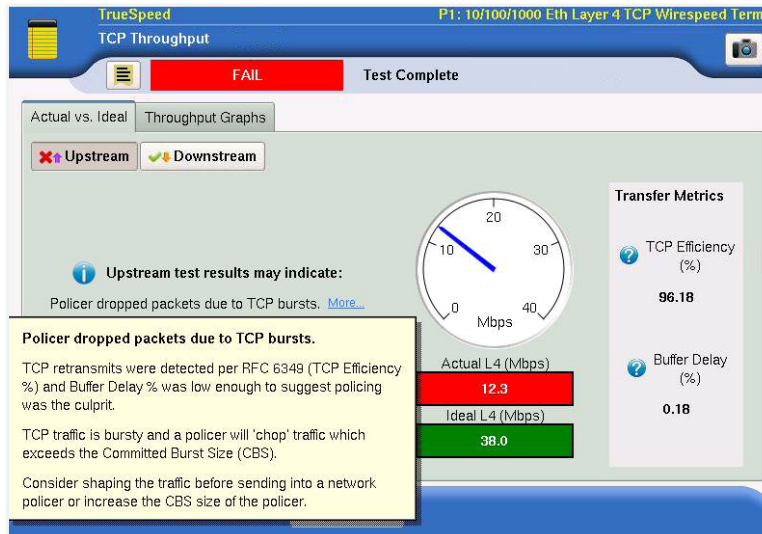 TrueSpeed
P1: 10/100/1000 Eth Layer 4 TCP Wirespeed Term
TCP Throughput
FAIL
Test Complete
Actual vs. Ideal
Throughput Graphs
Upstream
Downstream
Upstream test results may indicate:
Policer dropped packets due to TCP bursts. More...
Policer dropped packets due to TCP bursts.
TCP retransmits were detected per RFC 6349 (TCP Efficiency
%) and Buffer Delay % was low enough to suggest policing
was the culprit.
TCP traffic is bursty and a policer will 'chop' traffic which
exceeds the Committed Burst Size (CBS).
Consider shaping the traffic before sending into a network
policer or increase the CBS size of the policer.
20
10
30
0
40
Mbps
Actual L4 (Mbps)
12.3
Ideal L4 (Mbps)
38.0
Transfer Metrics
TCP Efficiency
(%)
96.18
Buffer Delay
(%)
0.18